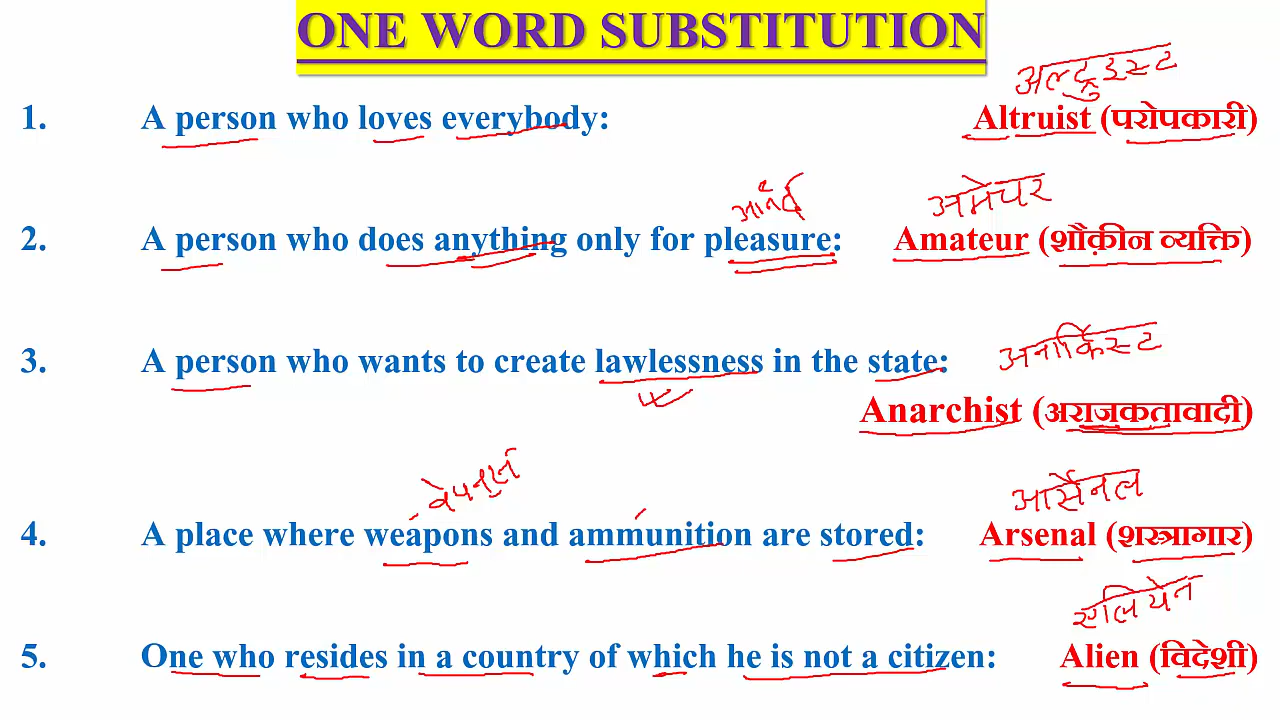 ONE WORD SUBSTITUTION
अल्ट्रुइस्ट
1. A person who loves everybody: Altruist (परोपकारी)
आनंद अमेचर
2. A person who does anything only for pleasure: Amateur (शौक़ीन व्यक्ति)
अनार्किस्ट
3. A person who wants to create lawlessness in the state:
Anarchist (अराजकतावादी)
वेपन्स आर्सेनल
4. A place where weapons and ammunition are stored: Arsenal (शस्त्रागार)
एलियेन
5. One who resides in a country of which he is not a citizen: Alien (विदेशी)